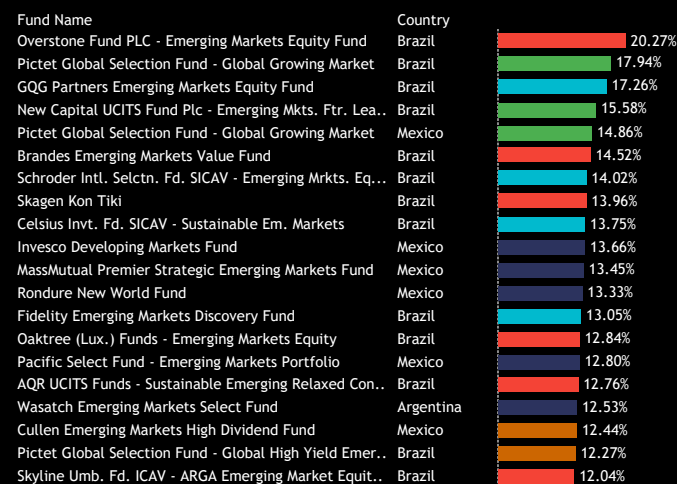 Fund Name Country
Overstone Fund PLC - Emerging Markets Equity Fund Brazil 20.27%
Pictet Global Selection Fund - Global Growing Market Brazil 17.94%
GQG Partners Emerging Markets Equity Fund Brazil 17.26%
New Capital UCITS Fund Plc - Emerging Mkts. Ftr. Lea.. Brazil 15.58%
Pictet Global Selection Fund - Global Growing Market Mexico 14.86%
Brandes Emerging Markets Value Fund Brazil 14.52%
Schroder Intl. Selctn. Fd. SICAV - Emerging Mrkts. Eq... Brazil 14.02%
Skagen Kon Tiki Brazil 13.96%
Celsius Invt. Fd. SICAV - Sustainable Em. Markets Brazil 13.75%
Invesco Developing Markets Fund Mexico 13.66%
MassMutual Premier Strategic Emerging Markets Fund Mexico 13.45%
Rondure New World Fund Mexico 13.33%
Fidelity Emerging Markets Discovery Fund Brazil 13.05%
Oaktree (Lux.) Funds - Emerging Markets Equity Brazil 12.84%
Pacific Select Fund - Emerging Markets Portfolio Mexico 12.80%
AQR UCITS Funds - Sustainable Emerging Relaxed Con.. Brazil 12.76%
Wasatch Emerging Markets Select Fund Argentina 12.53%
Cullen Emerging Markets High Dividend Fund Mexico 12.44%
Pictet Global Selection Fund - Global High Yield Emer.. Brazil 12.27%
Skyline Umb. Fd. ICAV - ARGA Emerging Market Equit.. Brazil 12.04%